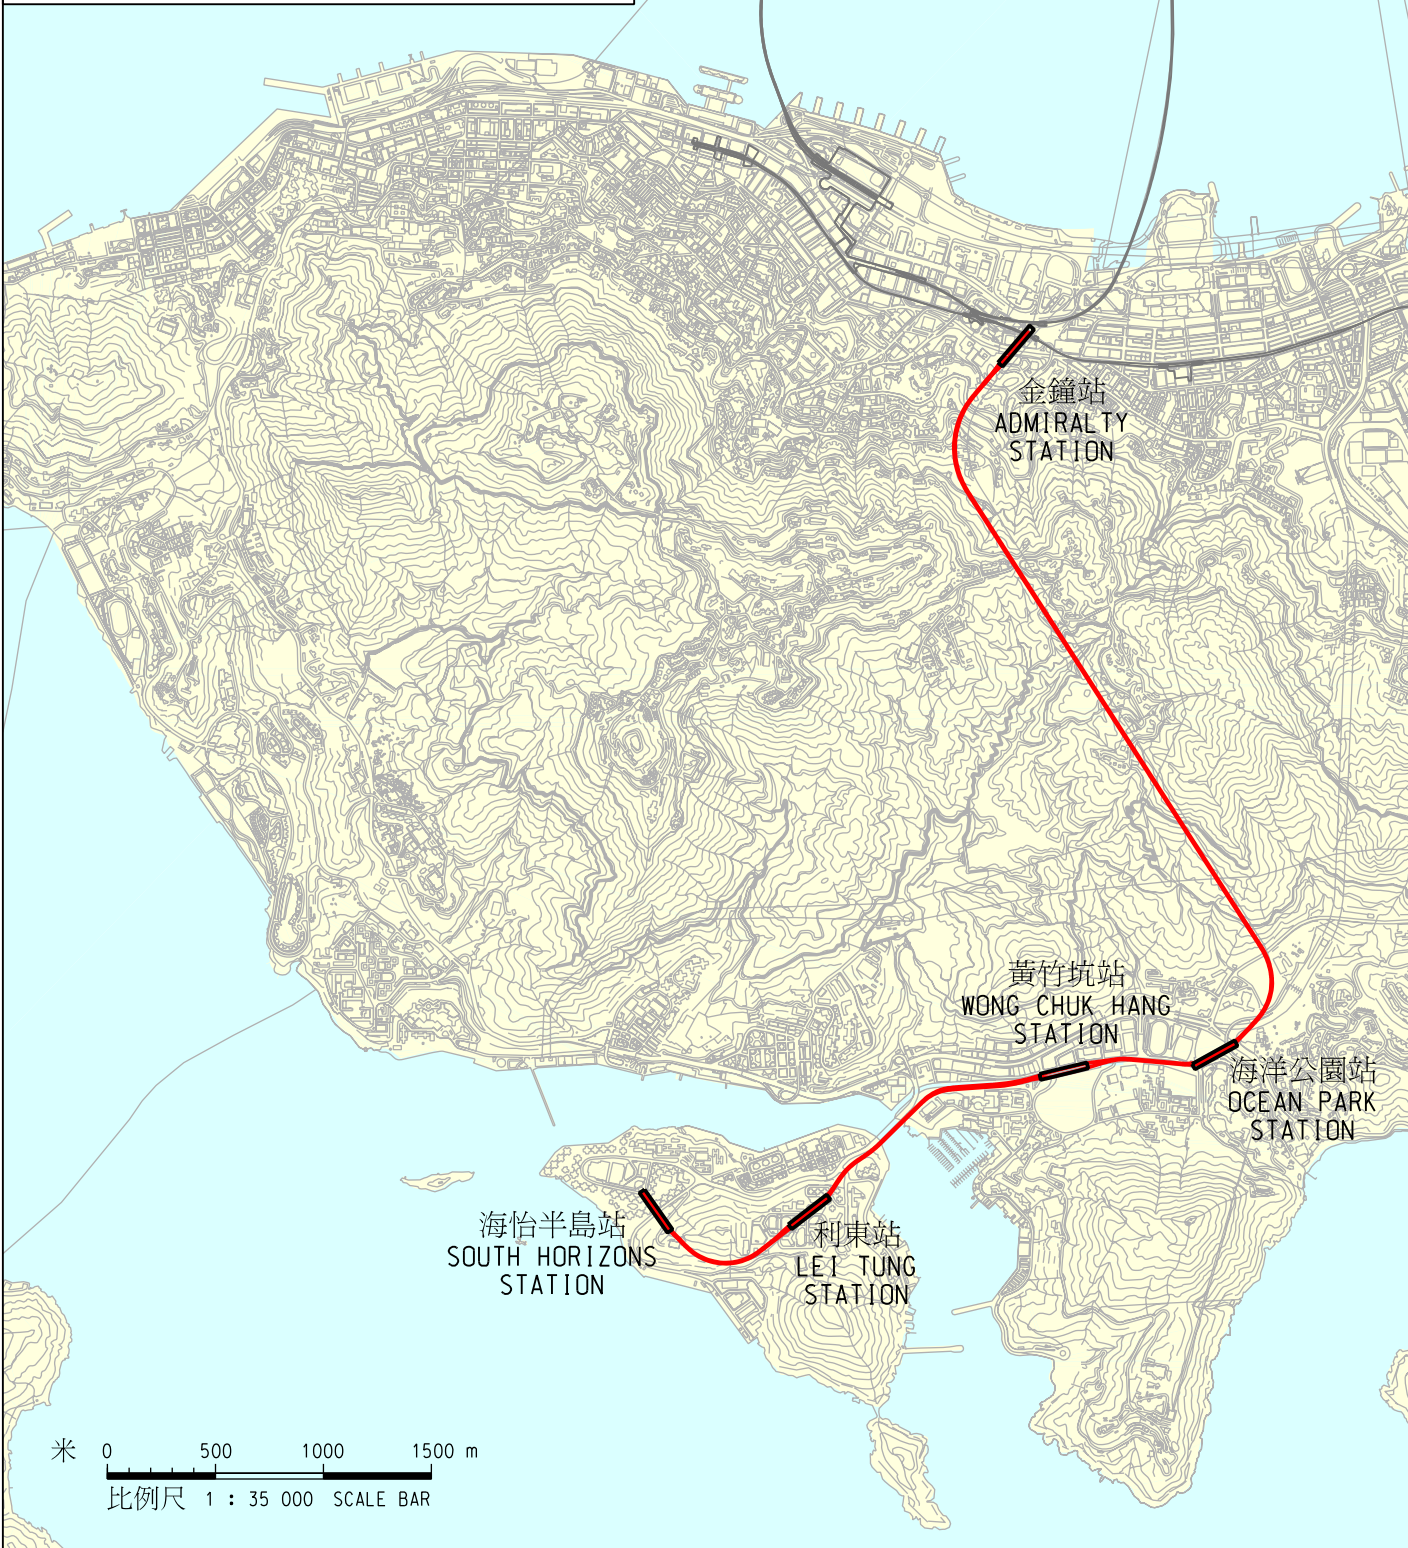 金鐘站
ADMIRALTY
STATION
黃竹坑站
WONG CHUK HANG
STATION
海洋公園站
OCEAN PARK
STATION
海怡半島站
SOUTH HORIZONS
STATION
利東站
LEI TUNG
STATION
米 0 500 1000 1500 m
比例尺 1 : 35 000 SCALE BAR